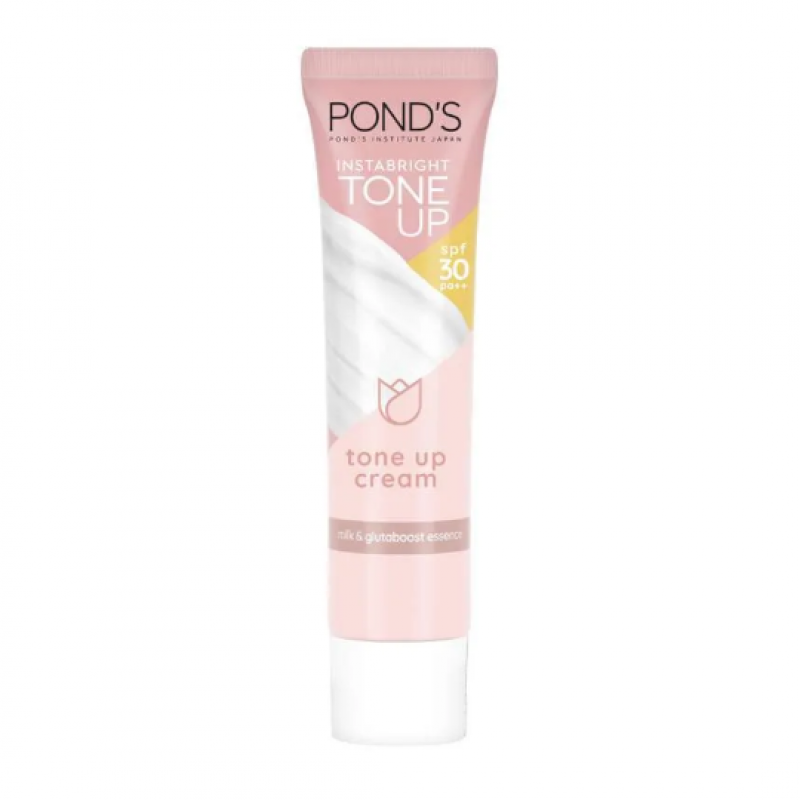 POND'S
POND'S INSTITUTE JAPAN
INSTABRIGHT
TONE
UP
spf
30
pa++
tone up
cream
milk & glutaboost essence